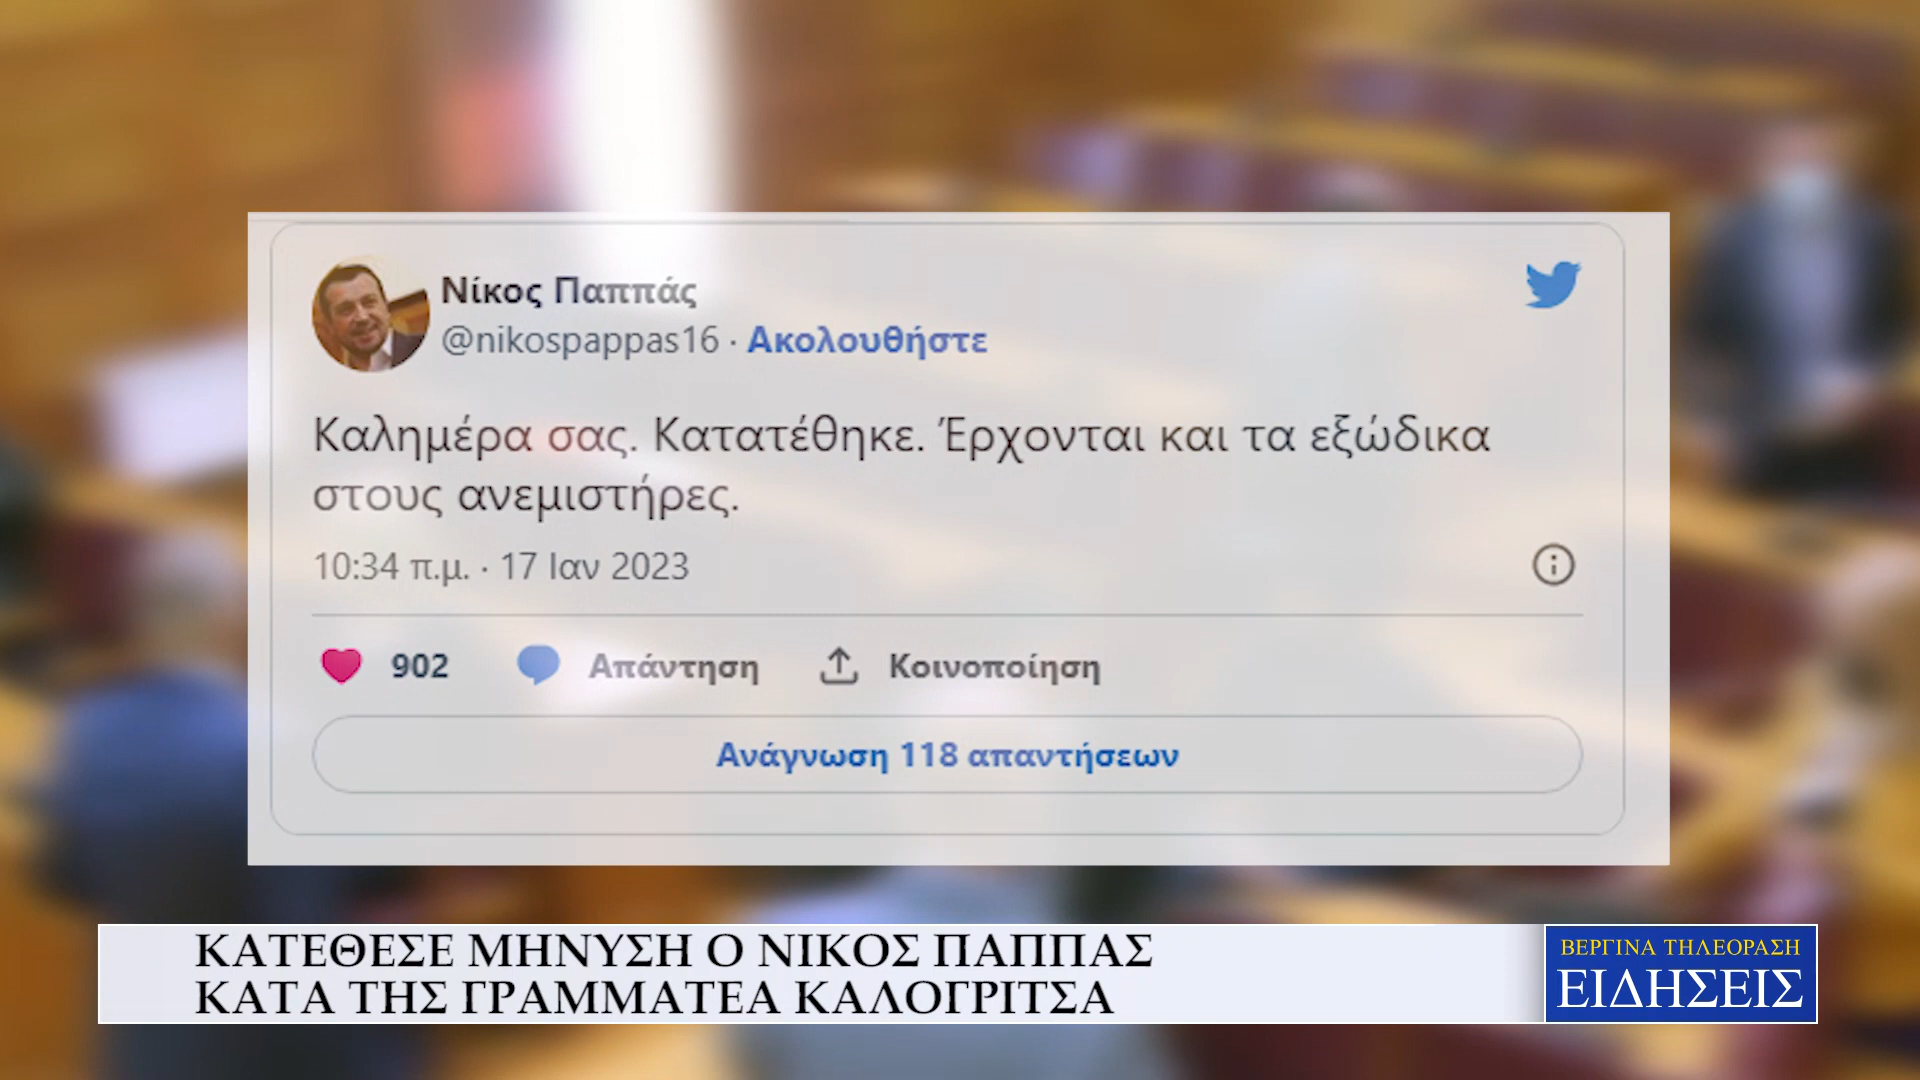 Νίκος Παππάς
@nikospappas16 · Ακολουθήστε
Καλημέρα σας. Κατατέθηκε. Έρχονται και τα εξώδικα
στους ανεμιστήρες.
10:34 π.μ. · 17 Ιαν 2023
902 Απάντηση Κοινοποίηση
Ανάγνωση 118 απαντήσεων
ΚΑΤΕΘΕΣΕ ΜΗΝΥΣΗ Ο ΝΙΚΟΣ ΠΑΠΠΑΣ
ΚΑΤΑ ΤΗΣ ΓΡΑΜΜΑΤΕΑ ΚΑΛΟΓΡΙΤΣΑ
ΒΕΡΓΙΝΑ ΤΗΛΕΟΡΑΣΗ
ΕΙΔΗΣΕΙΣ